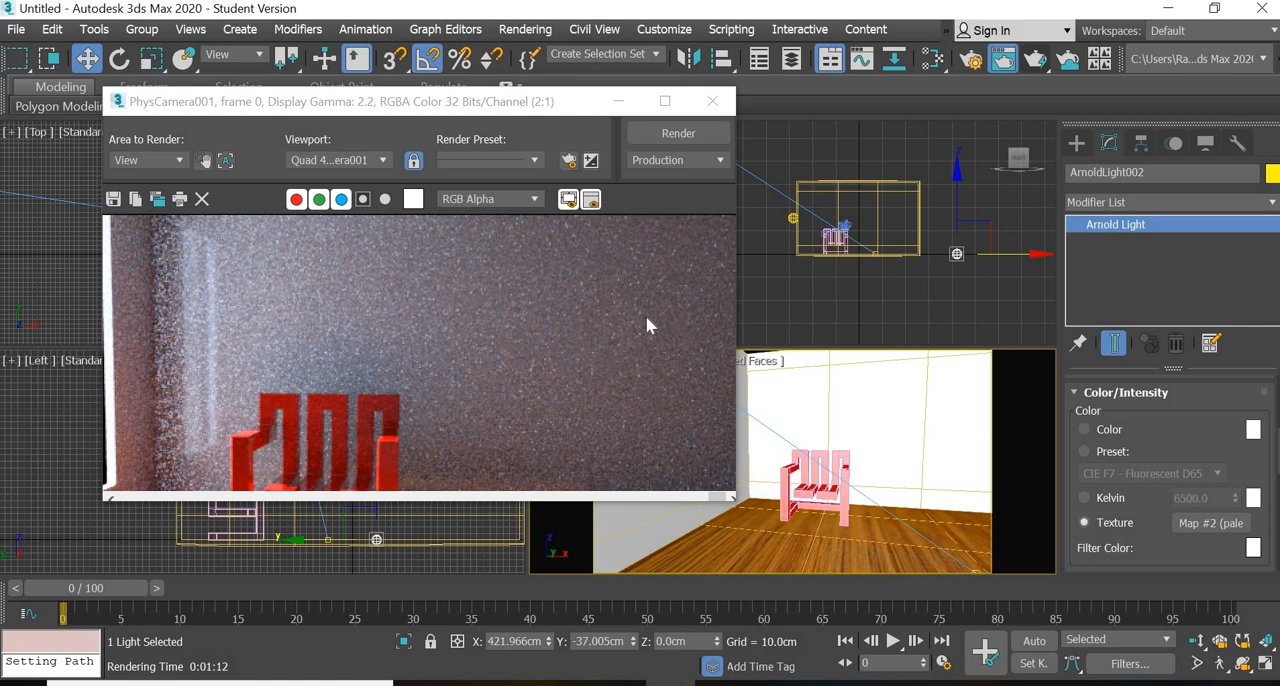 Untitled - Autodesk 3ds Max 2020 - Student Version
File Edit Tools Group Views Create Modifiers Animation Graph Editors Rendering Civil View Customize Scripting Interactive Content » Sign In Workspaces: Default
View Create Selection Set C:\Users\Ra...ds Max 202(
Modeling
Polygon Modelin
PhysCamera001, frame 0, Display Gamma: 2.2, RGBA Color 32 Bits/Channel (2:1)
Area to Render: Viewport: Render Preset: Render
View Quad 4...era001 Production
RGB Alpha
[+] [Top ] [Standar
[+] [Left ] [Standar
ed Faces ]
ArnoldLight002
Modifier List
Arnold Light
Color/Intensity
Color
Color
Preset:
CIE F7 - Fluorescent D65
Kelvin 6500.0
Texture Map #2 (pale
Filter Color:
< 0 / 100 >
0 5 10 15 20 25 30 35 40 45 50 55 60 65 70 75 80 85 90 95 100
1 Light Selected X: 421.966cm Y: -37.005cm Z: 0.0cm Grid = 10.0cm Auto Selected
Setting Path Rendering Time 0:01:12 Add Time Tag 0 Set K. Filters...